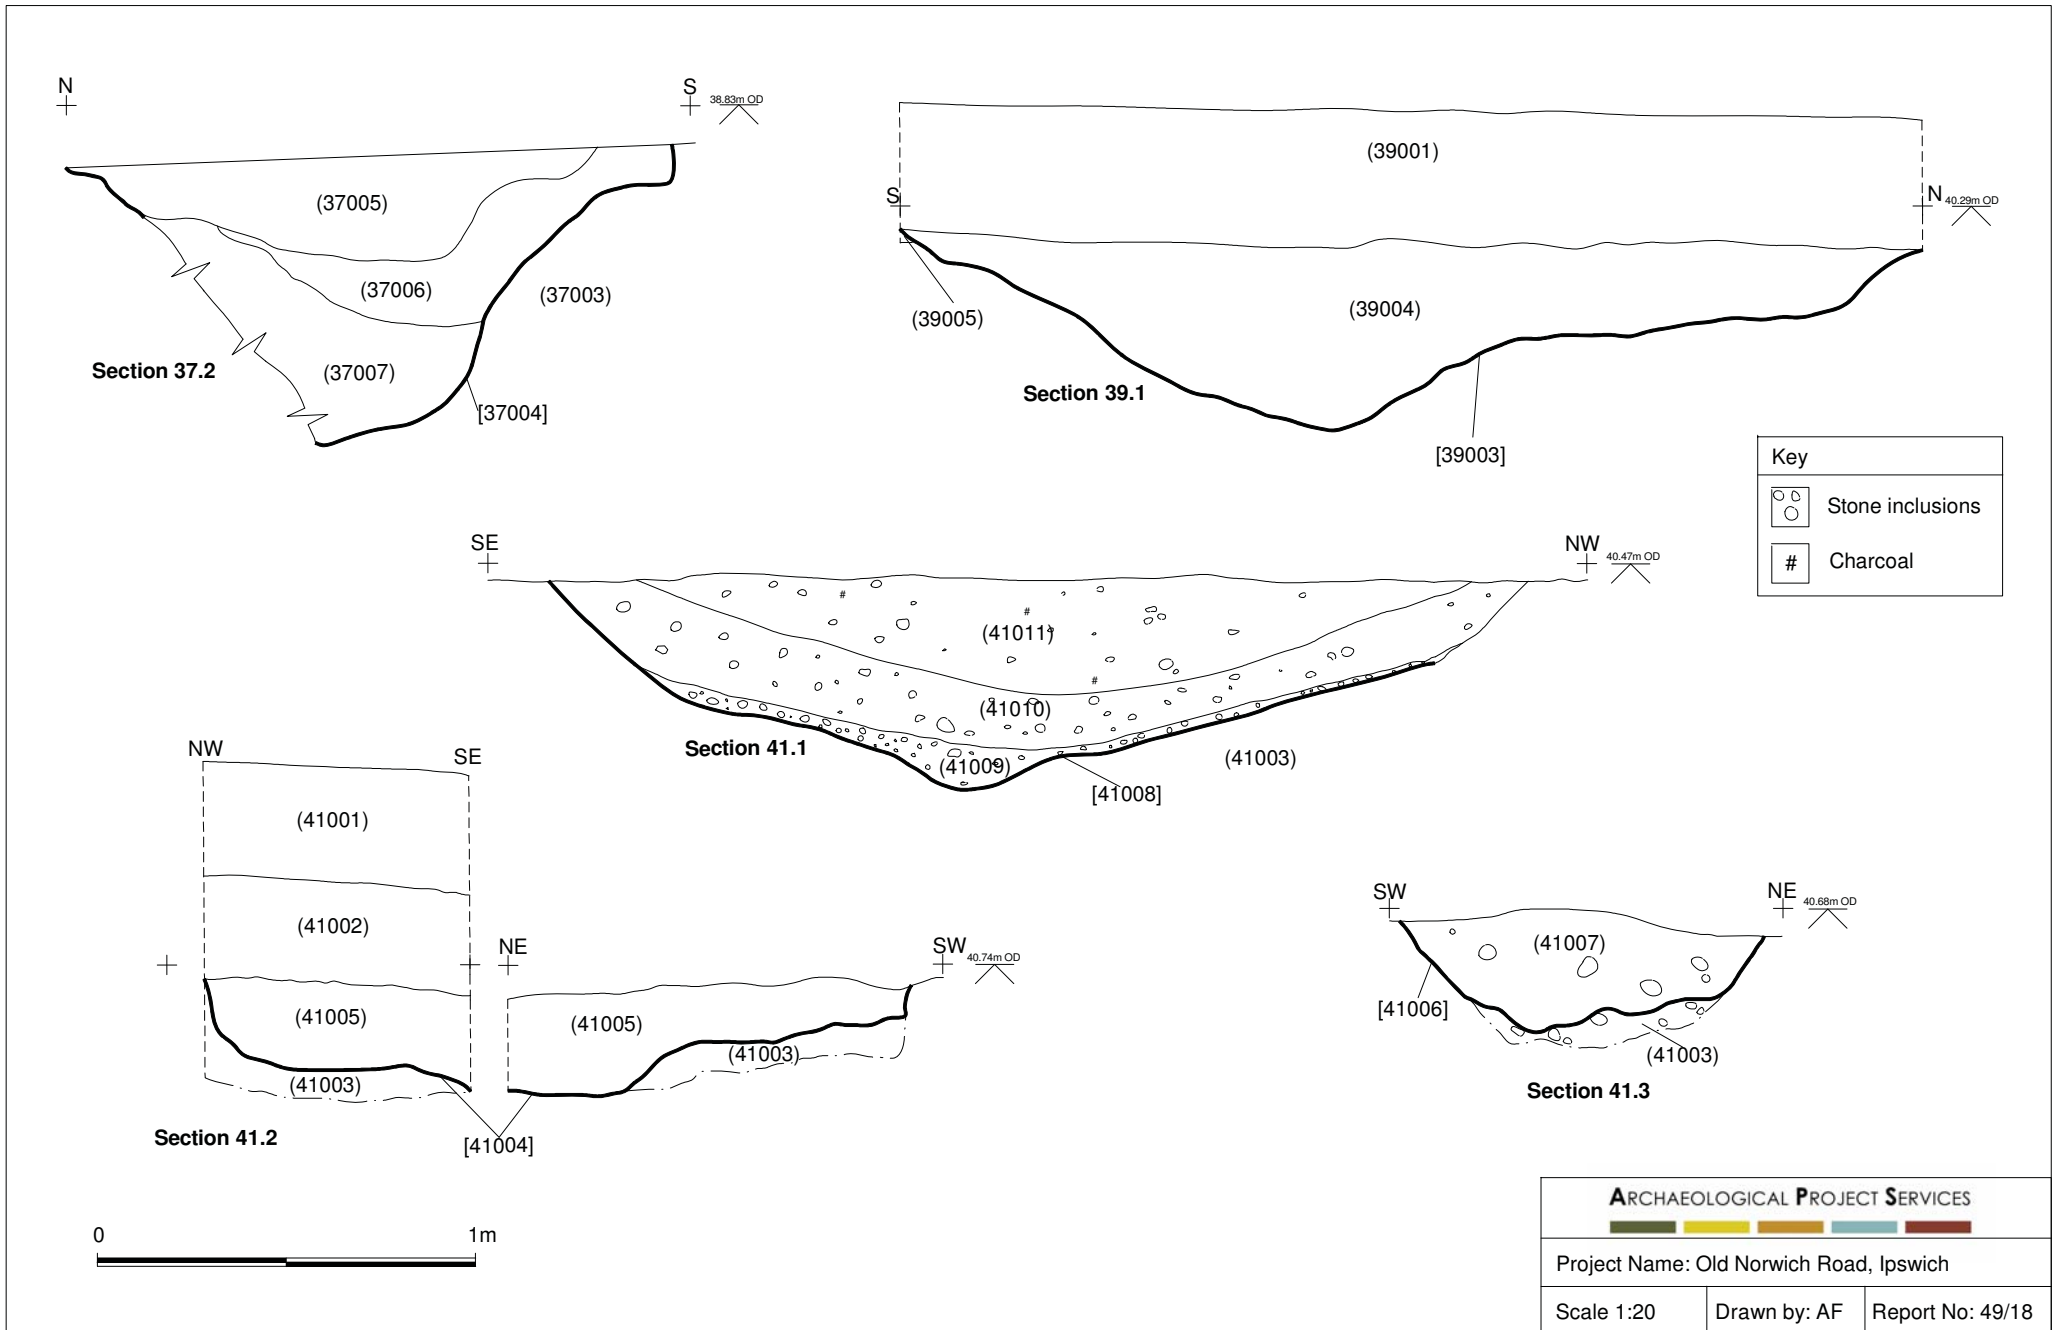 N
S
38.83m OD
(37005)
(37006)
(37003)
(37007)
[37004]
Section 37.2
(39001)
S
N
40.29m OD
(39005)
(39004)
Section 39.1
[39003]
Key
Stone inclusions
# Charcoal
SE
NW
40.47m OD
#
#
(41011)
#
(41010)
(41009)
(41003)
[41008]
Section 41.1
NW
SE
(41001)
(41002)
NE
SW
40.74m OD
(41005)
(41005)
(41003)
(41003)
[41004]
Section 41.2
SW
NE
40.68m OD
(41007)
[41006]
(41003)
Section 41.3
0
1m
ARCHAEOLOGICAL PROJECT SERVICES
Project Name: Old Norwich Road, Ipswich
Scale 1:20
Drawn by: AF
Report No: 49/18